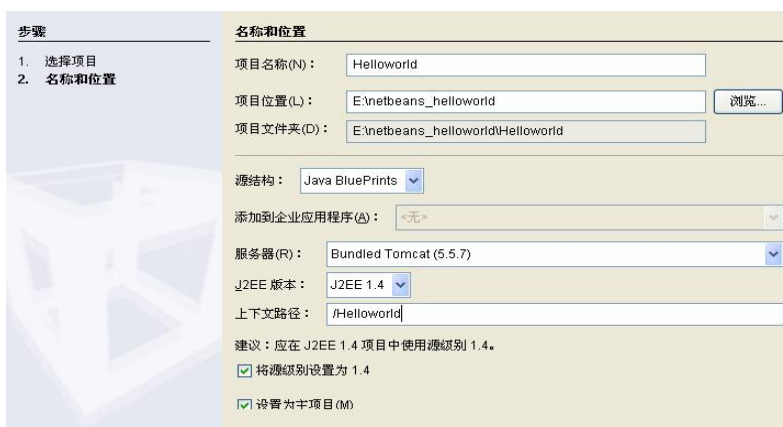 步骤
1. 选择项目
2. 名称和位置
名称和位置
项目名称(N)： Helloworld
项目位置(L)： E:\netbeans_helloworld 浏览...
项目文件夹(D)： E:\netbeans_helloworld\Helloworld
源结构： Java BluePrints
添加到企业应用程序(A)： <无>
服务器(R)： Bundled Tomcat (5.5.7)
J2EE 版本： J2EE 1.4
上下文路径： /Helloworld
建议：应在 J2EE 1.4 项目中使用源级别 1.4。
将源级别设置为 1.4
设置为主项目(M)